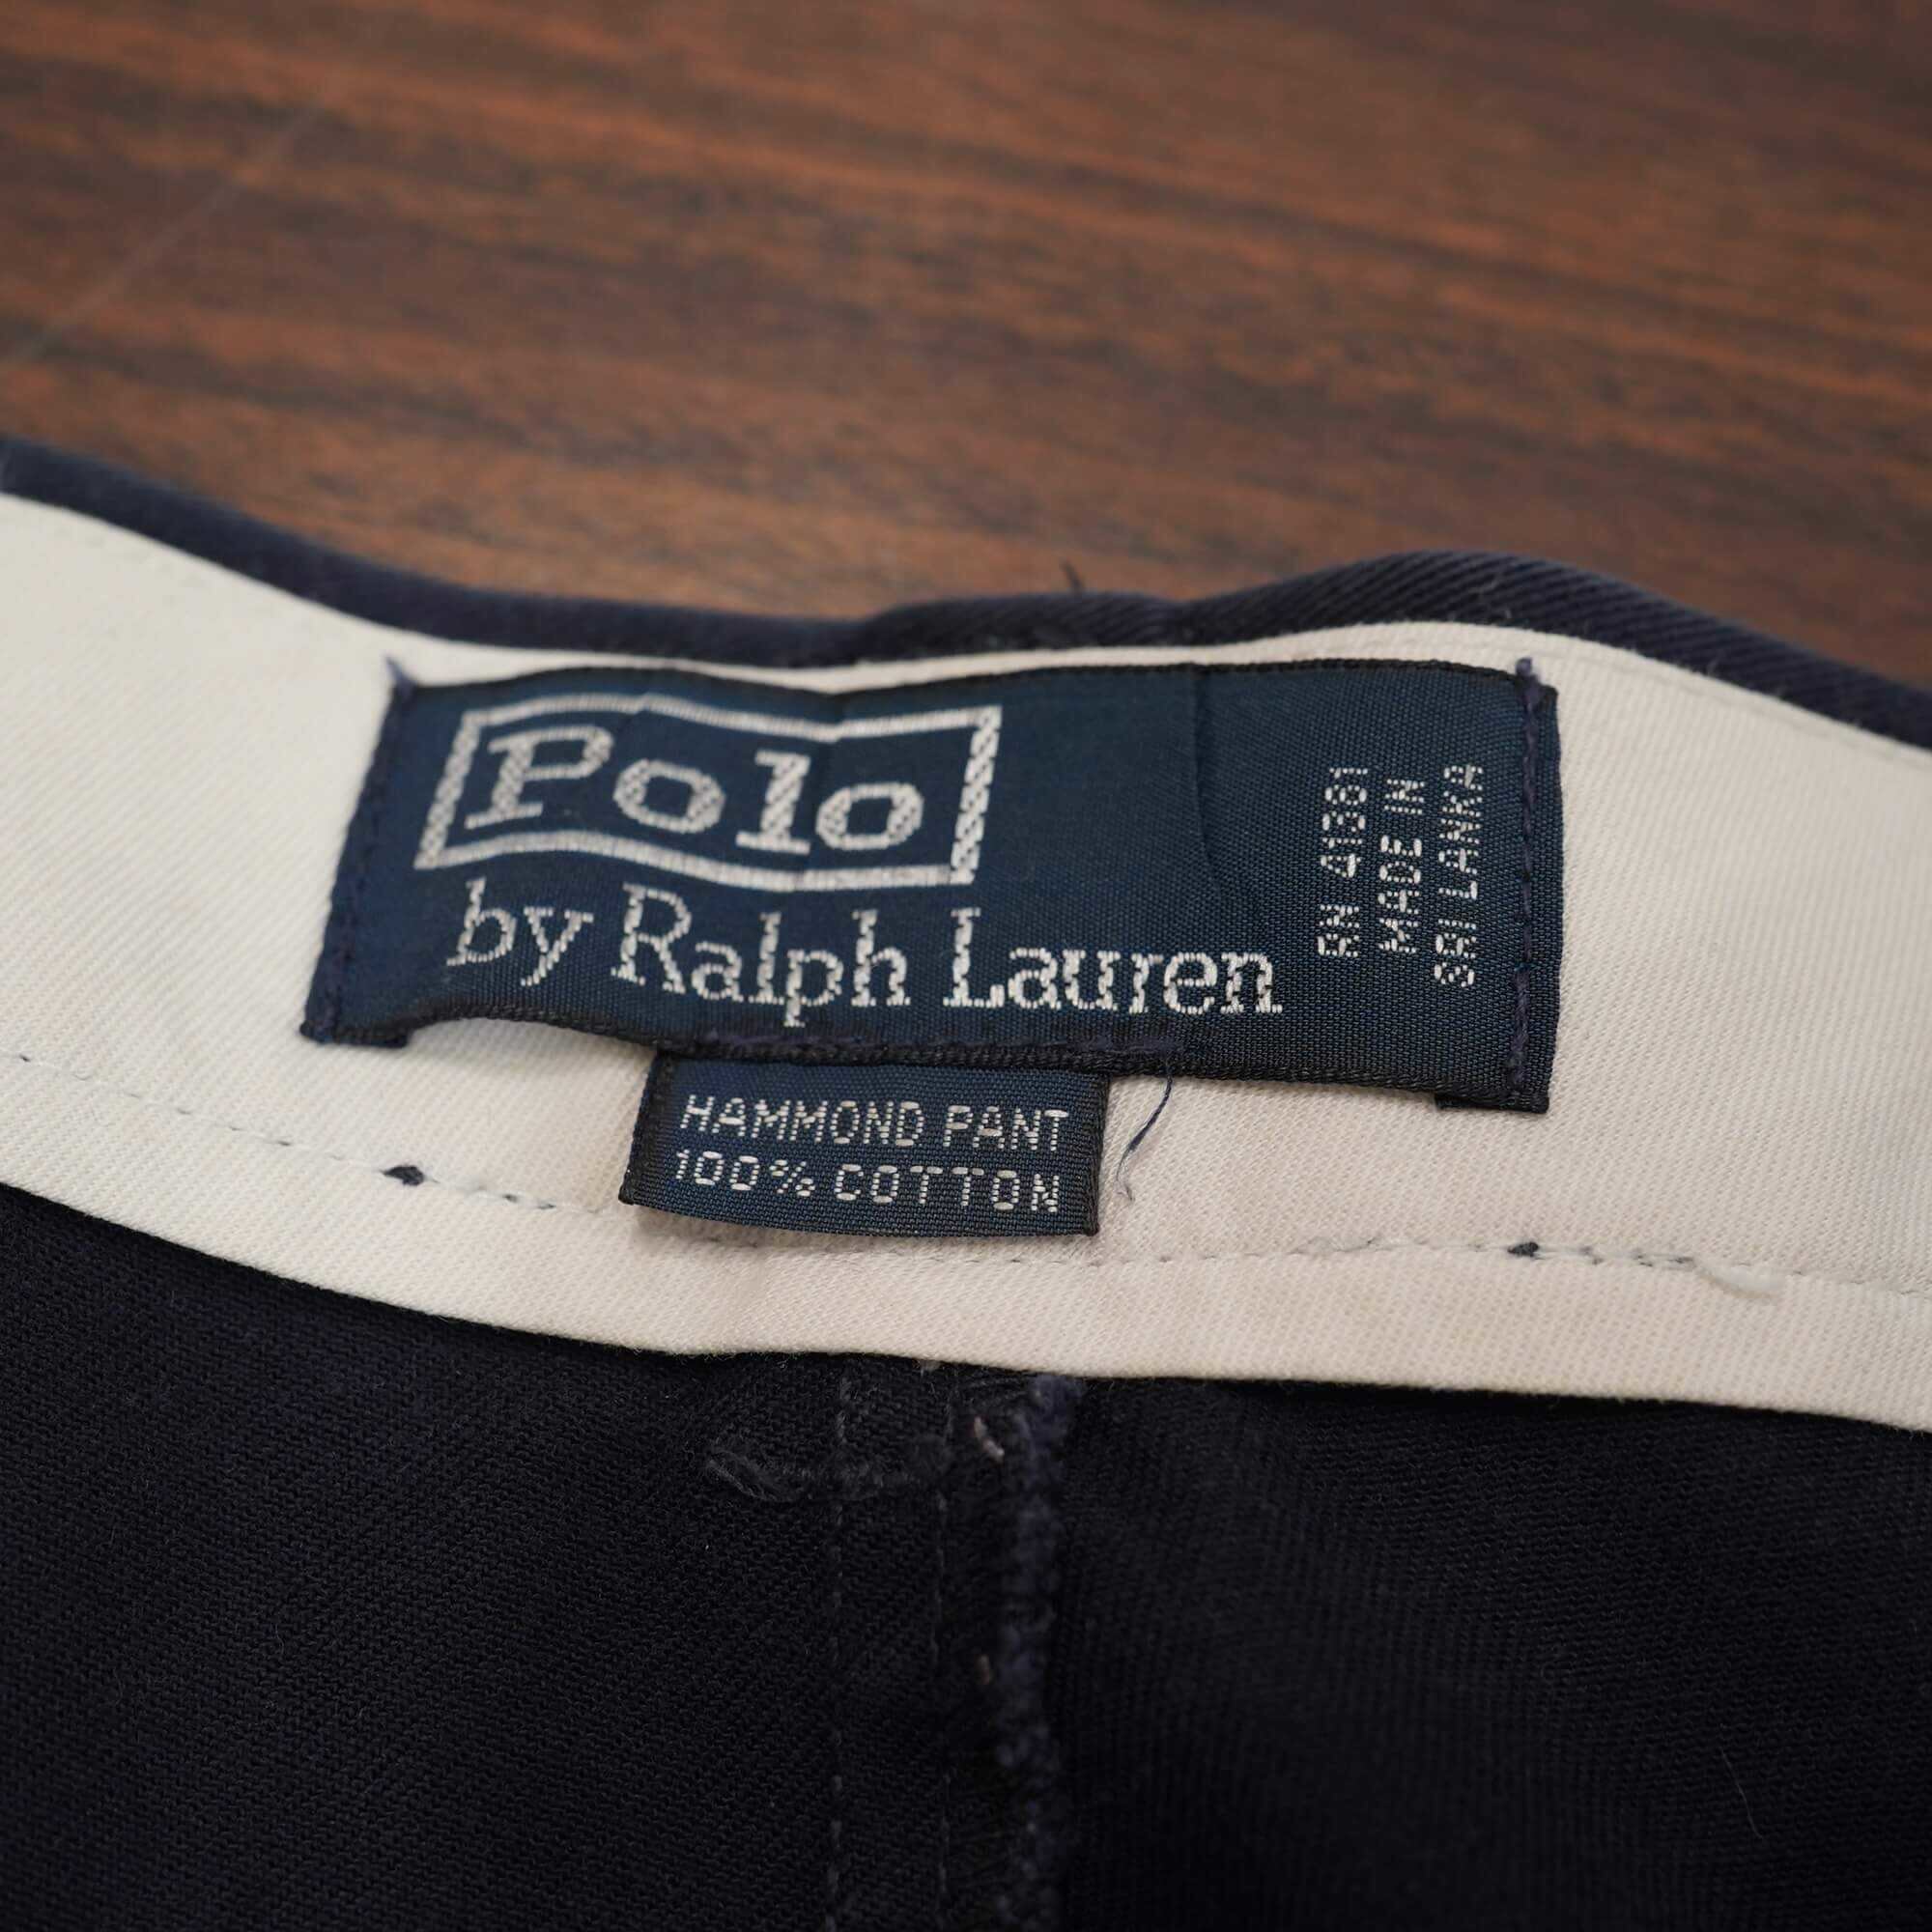 Polo
by Ralph Lauren
RN 41381
MADE IN
SRI LANKA
HAMMOND PANT
100% COTTON